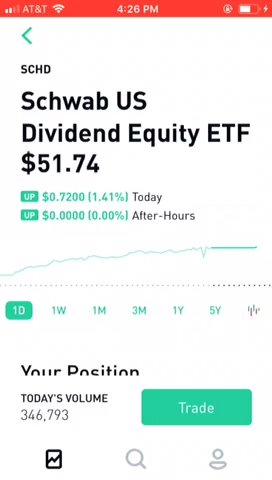 AT&T 4:26 PM
SCHD
Schwab US
Dividend Equity ETF
$51.74
UP $0.7200 (1.41%) Today
UP $0.0000 (0.00%) After-Hours
1D 1W 1M 3M 1Y 5Y
Your Position
TODAY'S VOLUME
346,793
Trade